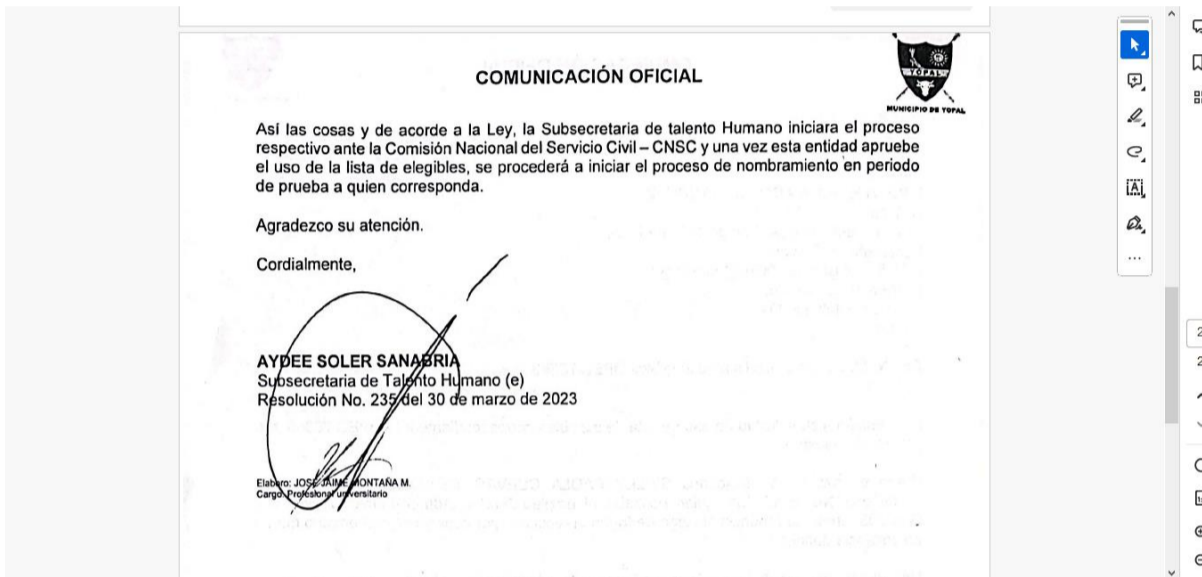 COMUNICACIÓN OFICIAL
YOPAL
MUNICIPIO DE YOPAL
Así las cosas y de acorde a la Ley, la Subsecretaria de talento Humano iniciara el proceso
respectivo ante la Comisión Nacional del Servicio Civil – CNSC y una vez esta entidad apruebe
el uso de la lista de elegibles, se procederá a iniciar el proceso de nombramiento en periodo
de prueba a quien corresponda.
Agradezco su atención.
Cordialmente,
AYDEE SOLER SANABRIA
Subsecretaria de Talento Humano (e)
Resolución No. 235 del 30 de marzo de 2023
Elaboro: JOSE JAIME MONTAÑA M.
Cargo: Profesional universitario
2
2